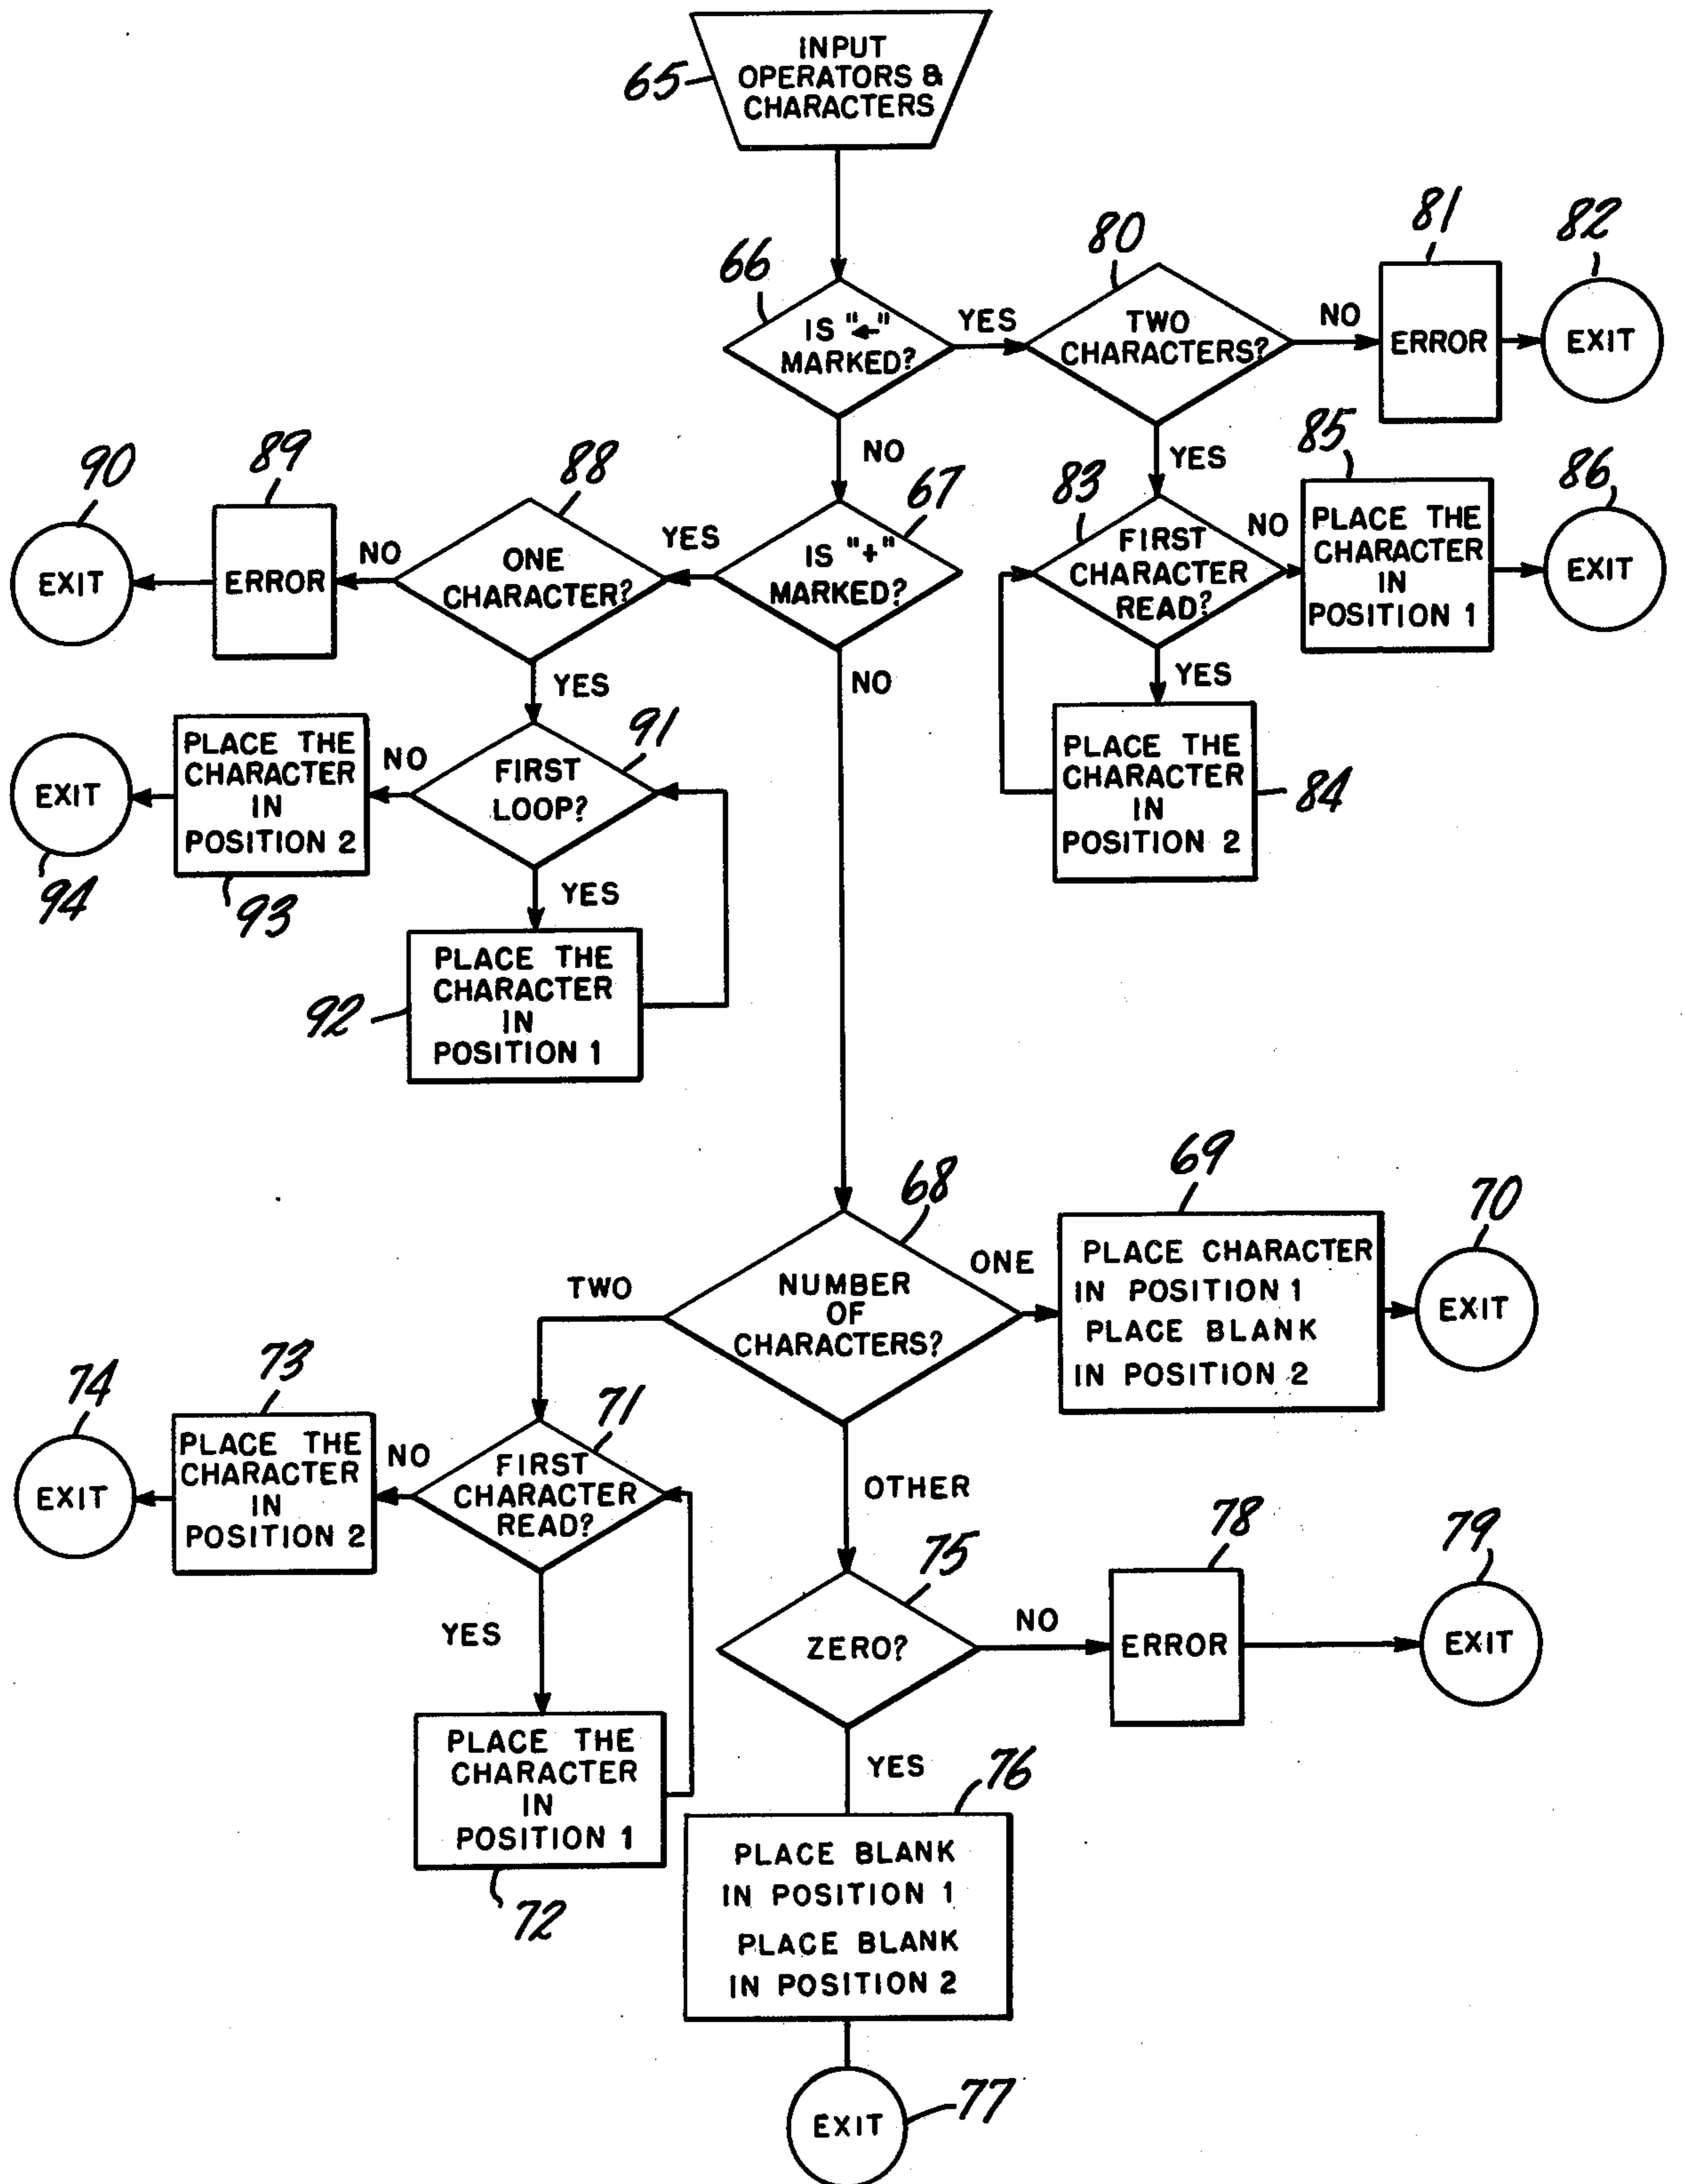 65
INPUT
OPERATORS &
CHARACTERS
66
IS "←"
MARKED?
YES
NO
80
TWO
CHARACTERS?
NO
YES
81
ERROR
82
EXIT
83
FIRST
CHARACTER
READ?
NO
YES
85
PLACE THE
CHARACTER
IN
POSITION 1
86
EXIT
84
PLACE THE
CHARACTER
IN
POSITION 2
67
IS "+"
MARKED?
YES
NO
88
ONE
CHARACTER?
NO
YES
89
ERROR
90
EXIT
91
FIRST
LOOP?
NO
YES
93
PLACE THE
CHARACTER
IN
POSITION 2
94
EXIT
92
PLACE THE
CHARACTER
IN
POSITION 1
68
NUMBER
OF
CHARACTERS?
ONE
TWO
OTHER
69
PLACE CHARACTER
IN POSITION 1
PLACE BLANK
IN POSITION 2
70
EXIT
71
FIRST
CHARACTER
READ?
NO
YES
73
PLACE THE
CHARACTER
IN
POSITION 2
74
EXIT
72
PLACE THE
CHARACTER
IN
POSITION 1
75
ZERO?
NO
YES
78
ERROR
79
EXIT
76
PLACE BLANK
IN POSITION 1
PLACE BLANK
IN POSITION 2
77
EXIT